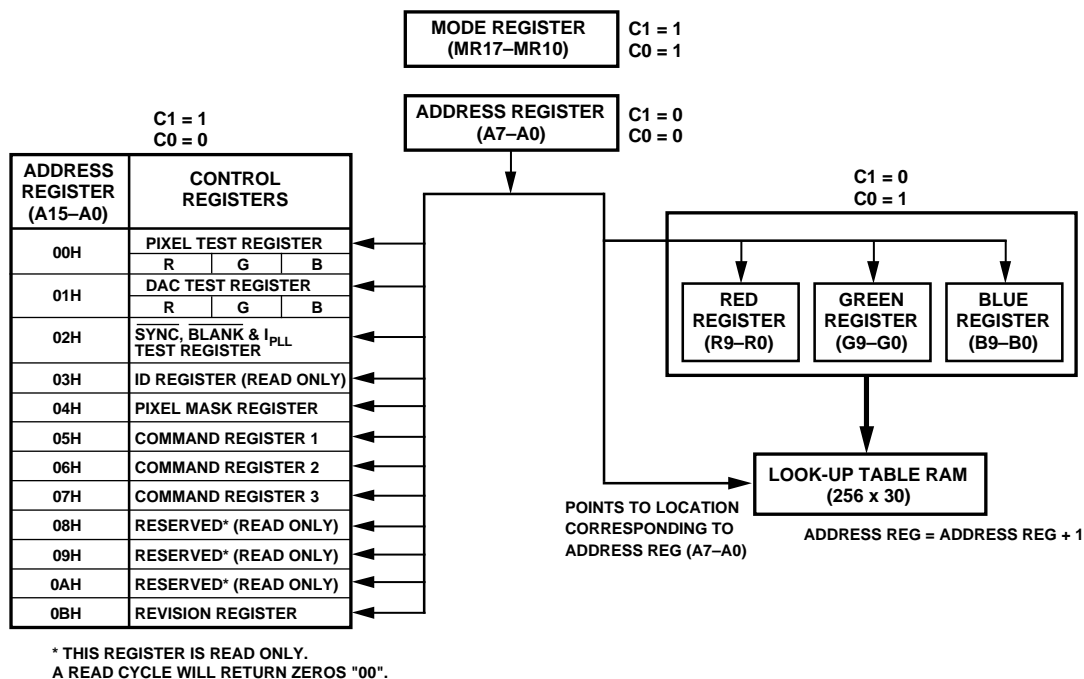 MODE REGISTER
(MR17–MR10)
C1 = 1
C0 = 1
ADDRESS REGISTER
(A7–A0)
C1 = 0
C0 = 0
C1 = 1
C0 = 0
ADDRESS
REGISTER
(A15–A0)
CONTROL
REGISTERS
00H
PIXEL TEST REGISTER
R G B
01H
DAC TEST REGISTER
R G B
02H
SYNC, BLANK & IPLL
TEST REGISTER
03H ID REGISTER (READ ONLY)
04H PIXEL MASK REGISTER
05H COMMAND REGISTER 1
06H COMMAND REGISTER 2
07H COMMAND REGISTER 3
08H RESERVED* (READ ONLY)
09H RESERVED* (READ ONLY)
0AH RESERVED* (READ ONLY)
0BH REVISION REGISTER
* THIS REGISTER IS READ ONLY.
A READ CYCLE WILL RETURN ZEROS "00".
C1 = 0
C0 = 1
RED
REGISTER
(R9–R0)
GREEN
REGISTER
(G9–G0)
BLUE
REGISTER
(B9–B0)
LOOK-UP TABLE RAM
(256 x 30)
POINTS TO LOCATION
CORRESPONDING TO
ADDRESS REG (A7–A0)
ADDRESS REG = ADDRESS REG + 1